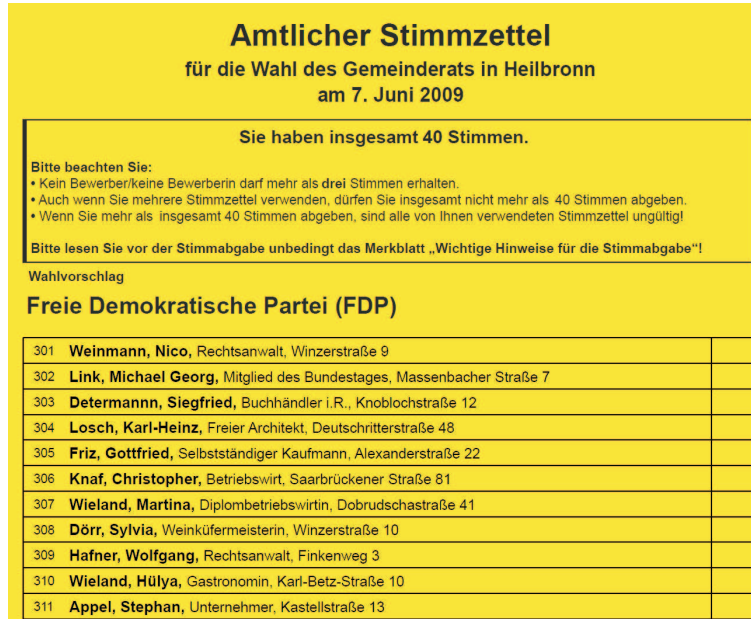 Amtlicher Stimmzettel
für die Wahl des Gemeinderats in Heilbronn
am 7. Juni 2009
Sie haben insgesamt 40 Stimmen.
Bitte beachten Sie:
• Kein Bewerber/keine Bewerberin darf mehr als drei Stimmen erhalten.
• Auch wenn Sie mehrere Stimmzettel verwenden, dürfen Sie insgesamt nicht mehr als 40 Stimmen abgeben.
• Wenn Sie mehr als insgesamt 40 Stimmen abgeben, sind alle von Ihnen verwendeten Stimmzettel ungültig!
Bitte lesen Sie vor der Stimmabgabe unbedingt das Merkblatt „Wichtige Hinweise für die Stimmabgabe“!
Wahlvorschlag
Freie Demokratische Partei (FDP)
301 Weinmann, Nico, Rechtsanwalt, Winzerstraße 9
302 Link, Michael Georg, Mitglied des Bundestages, Massenbacher Straße 7
303 Determannn, Siegfried, Buchhändler i.R., Knoblochstraße 12
304 Losch, Karl-Heinz, Freier Architekt, Deutschritterstraße 48
305 Friz, Gottfried, Selbstständiger Kaufmann, Alexanderstraße 22
306 Knaf, Christopher, Betriebswirt, Saarbrückener Straße 81
307 Wieland, Martina, Diplombetriebswirtin, Dobrudschastraße 41
308 Dörr, Sylvia, Weinküfermeisterin, Winzerstraße 10
309 Hafner, Wolfgang, Rechtsanwalt, Finkenweg 3
310 Wieland, Hülya, Gastronomin, Karl-Betz-Straße 10
311 Appel, Stephan, Unternehmer, Kastellstraße 13